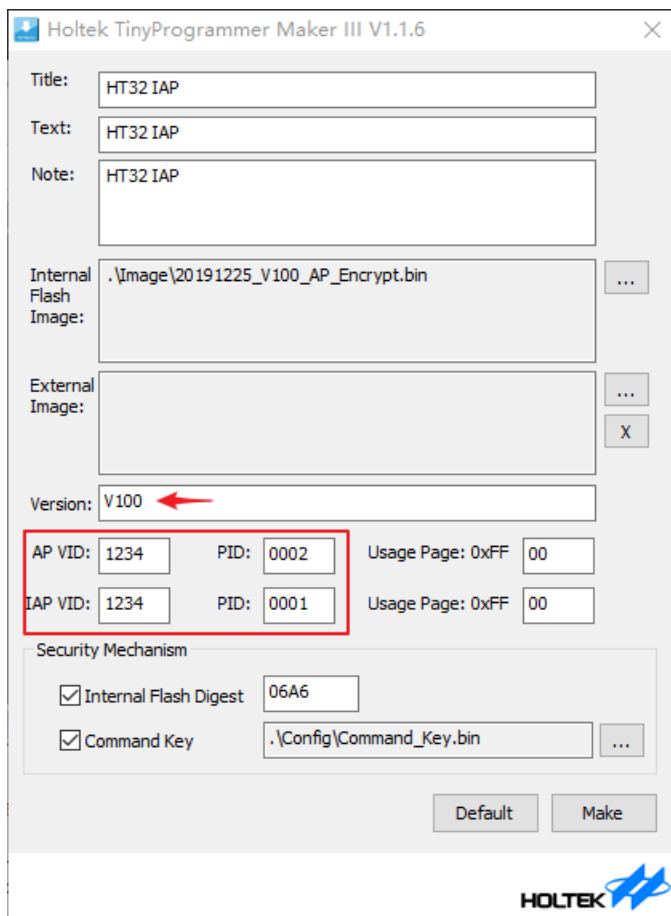 Holtek TinyProgrammer Maker III V1.1.6
Title: HT32 IAP
Text: HT32 IAP
Note: HT32 IAP
Internal Flash Image: .\Image\20191225_V100_AP_Encrypt.bin ...
External Image: ...
X
Version: V100
AP VID: 1234 PID: 0002 Usage Page: 0xFF 00
IAP VID: 1234 PID: 0001 Usage Page: 0xFF 00
Security Mechanism
Internal Flash Digest 06A6
Command Key .\Config\Command_Key.bin ...
Default Make
HOLTEK